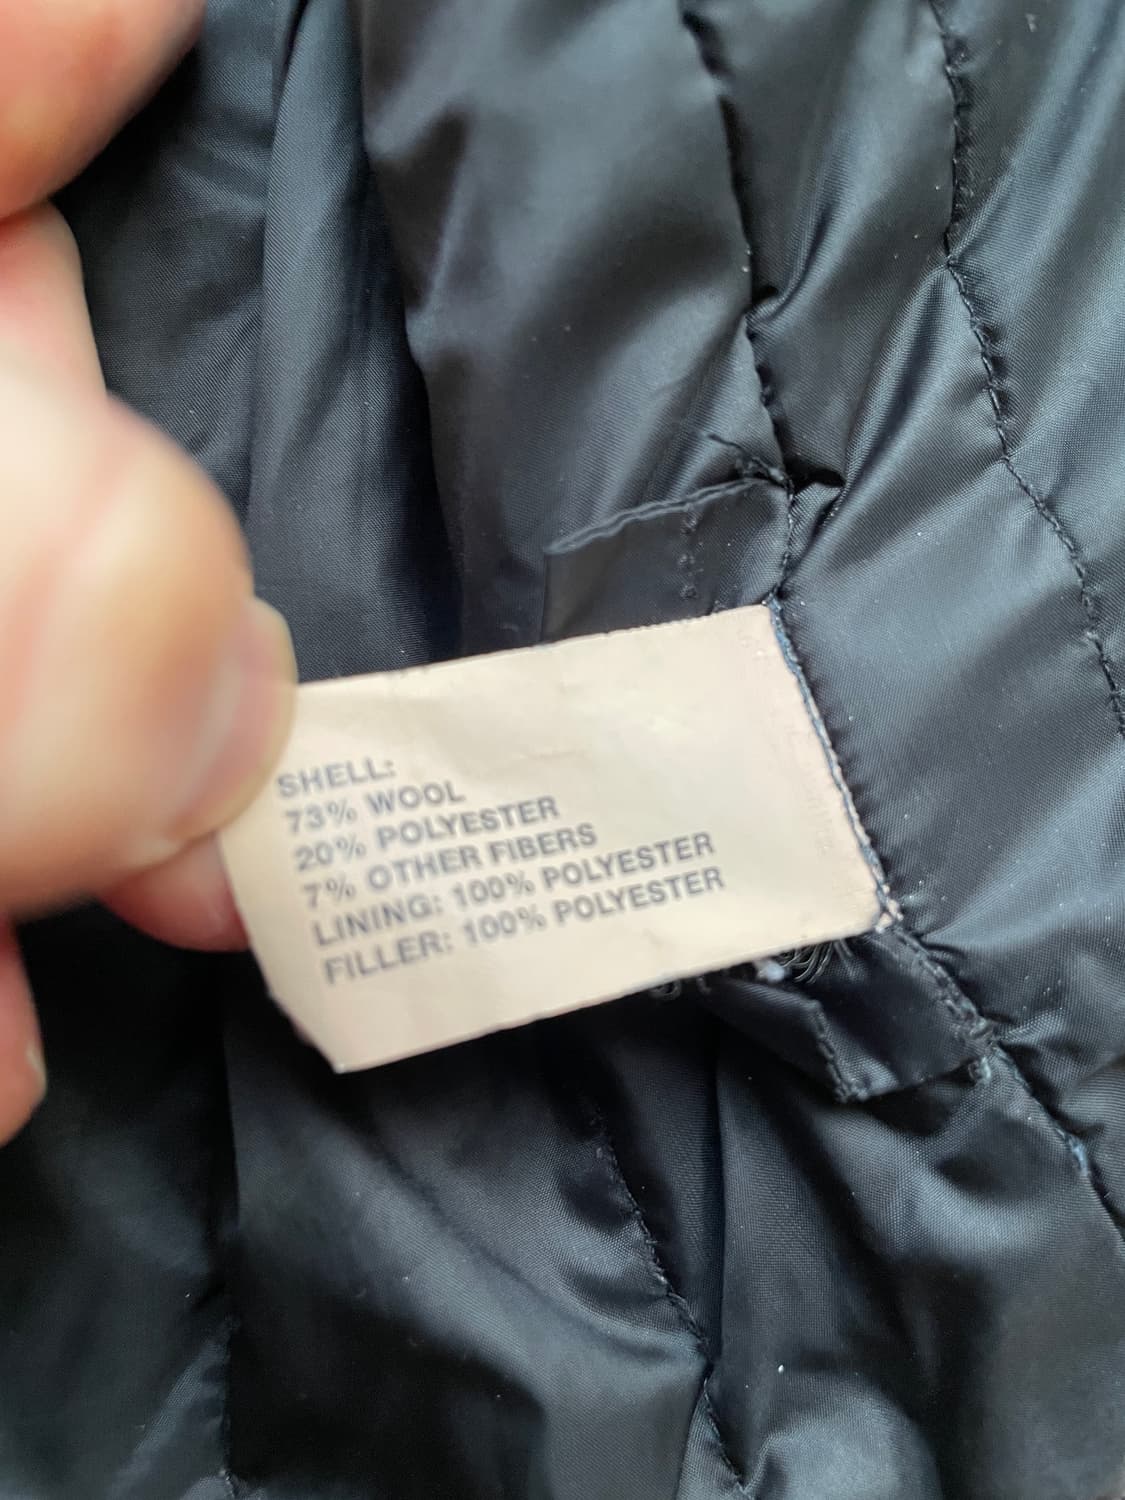 SHELL:
73% WOOL
20% POLYESTER
7% OTHER FIBERS
LINING: 100% POLYESTER
FILLER: 100% POLYESTER